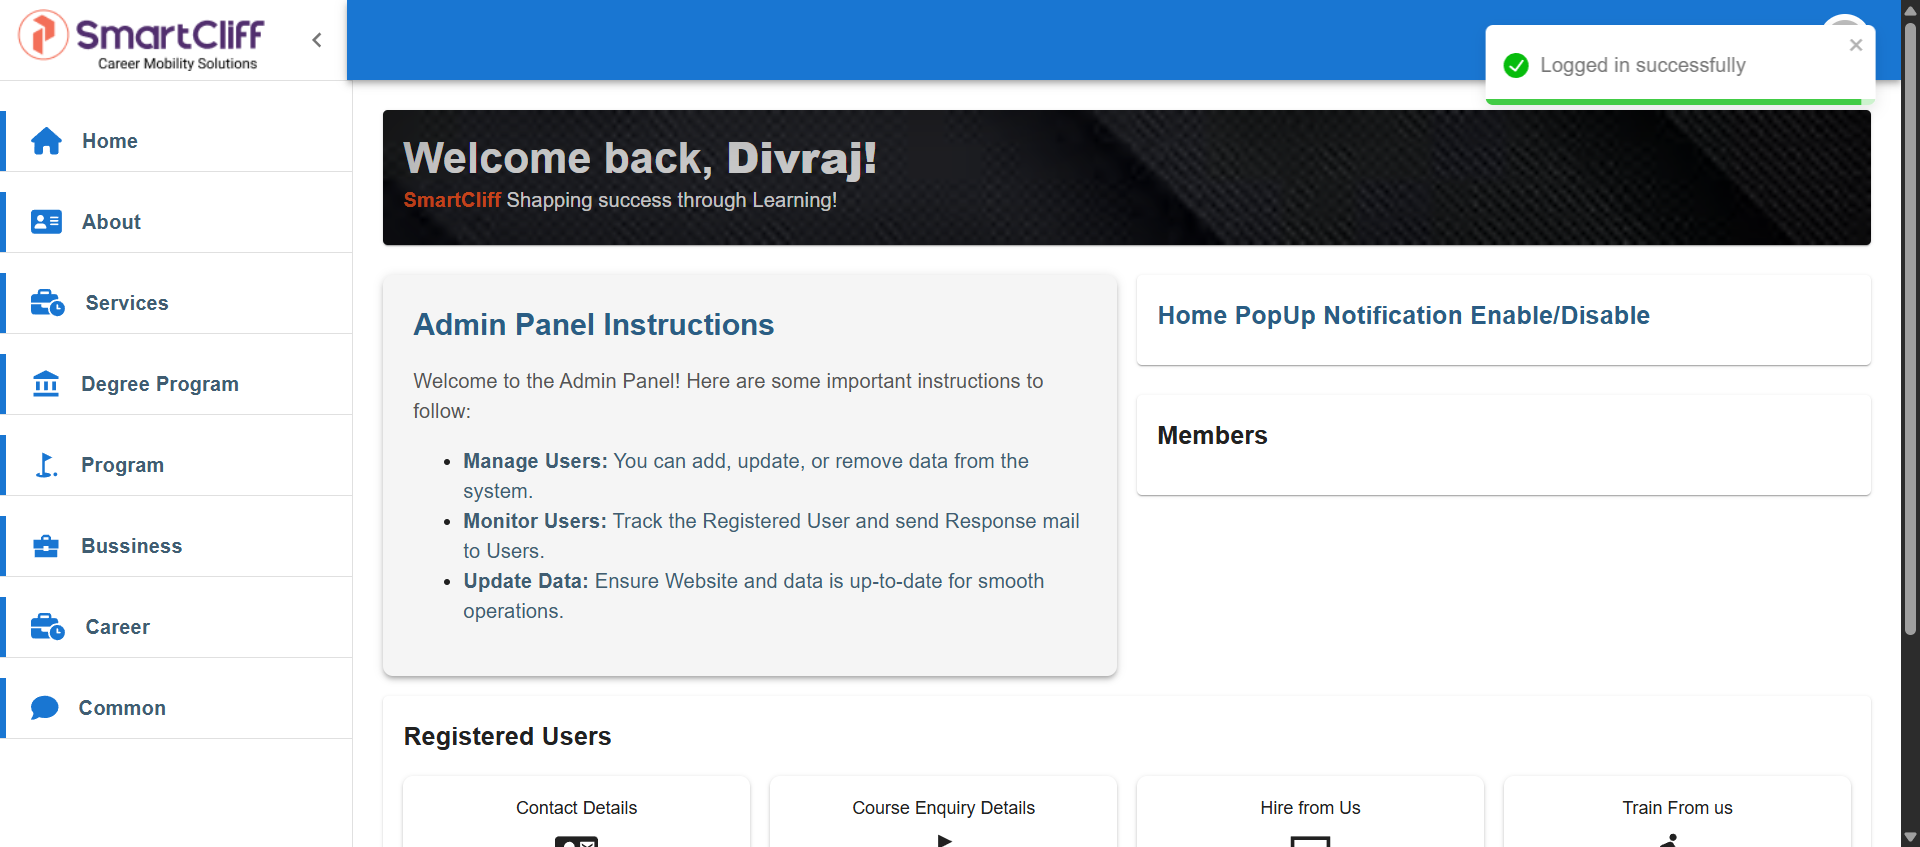 SmartCliff
Career Mobility Solutions
Logged in successfully
Home
About
Services
Degree Program
Program
Bussiness
Career
Common
Welcome back, Divraj!
SmartCliff Shapping success through Learning!
Admin Panel Instructions
Welcome to the Admin Panel! Here are some important instructions to
follow:
Manage Users: You can add, update, or remove data from the
system.
Monitor Users: Track the Registered User and send Response mail
to Users.
Update Data: Ensure Website and data is up-to-date for smooth
operations.
Home PopUp Notification Enable/Disable
Members
Registered Users
Contact Details
Course Enquiry Details
Hire from Us
Train From us